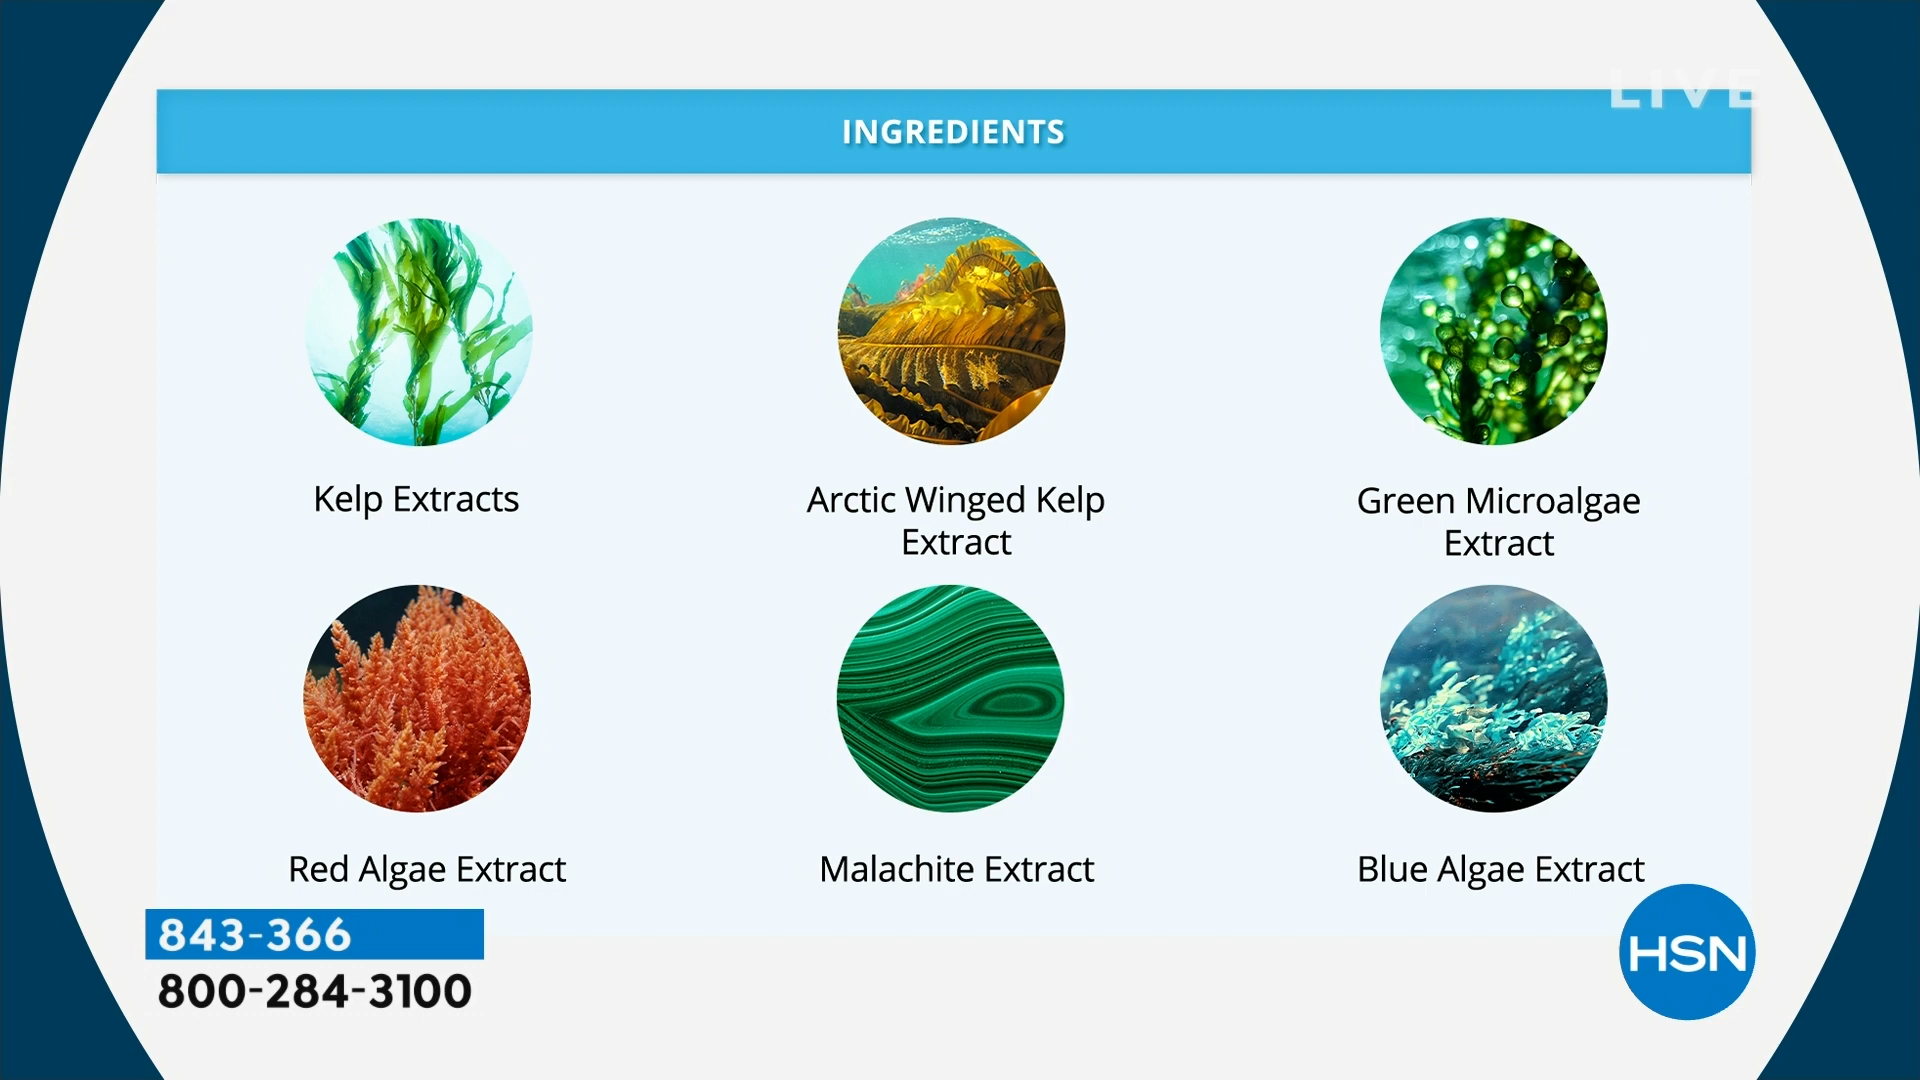 LIVE
INGREDIENTS
Kelp Extracts
Arctic Winged Kelp
Extract
Green Microalgae
Extract
Red Algae Extract
Malachite Extract
Blue Algae Extract
843-366
800-284-3100
HSN